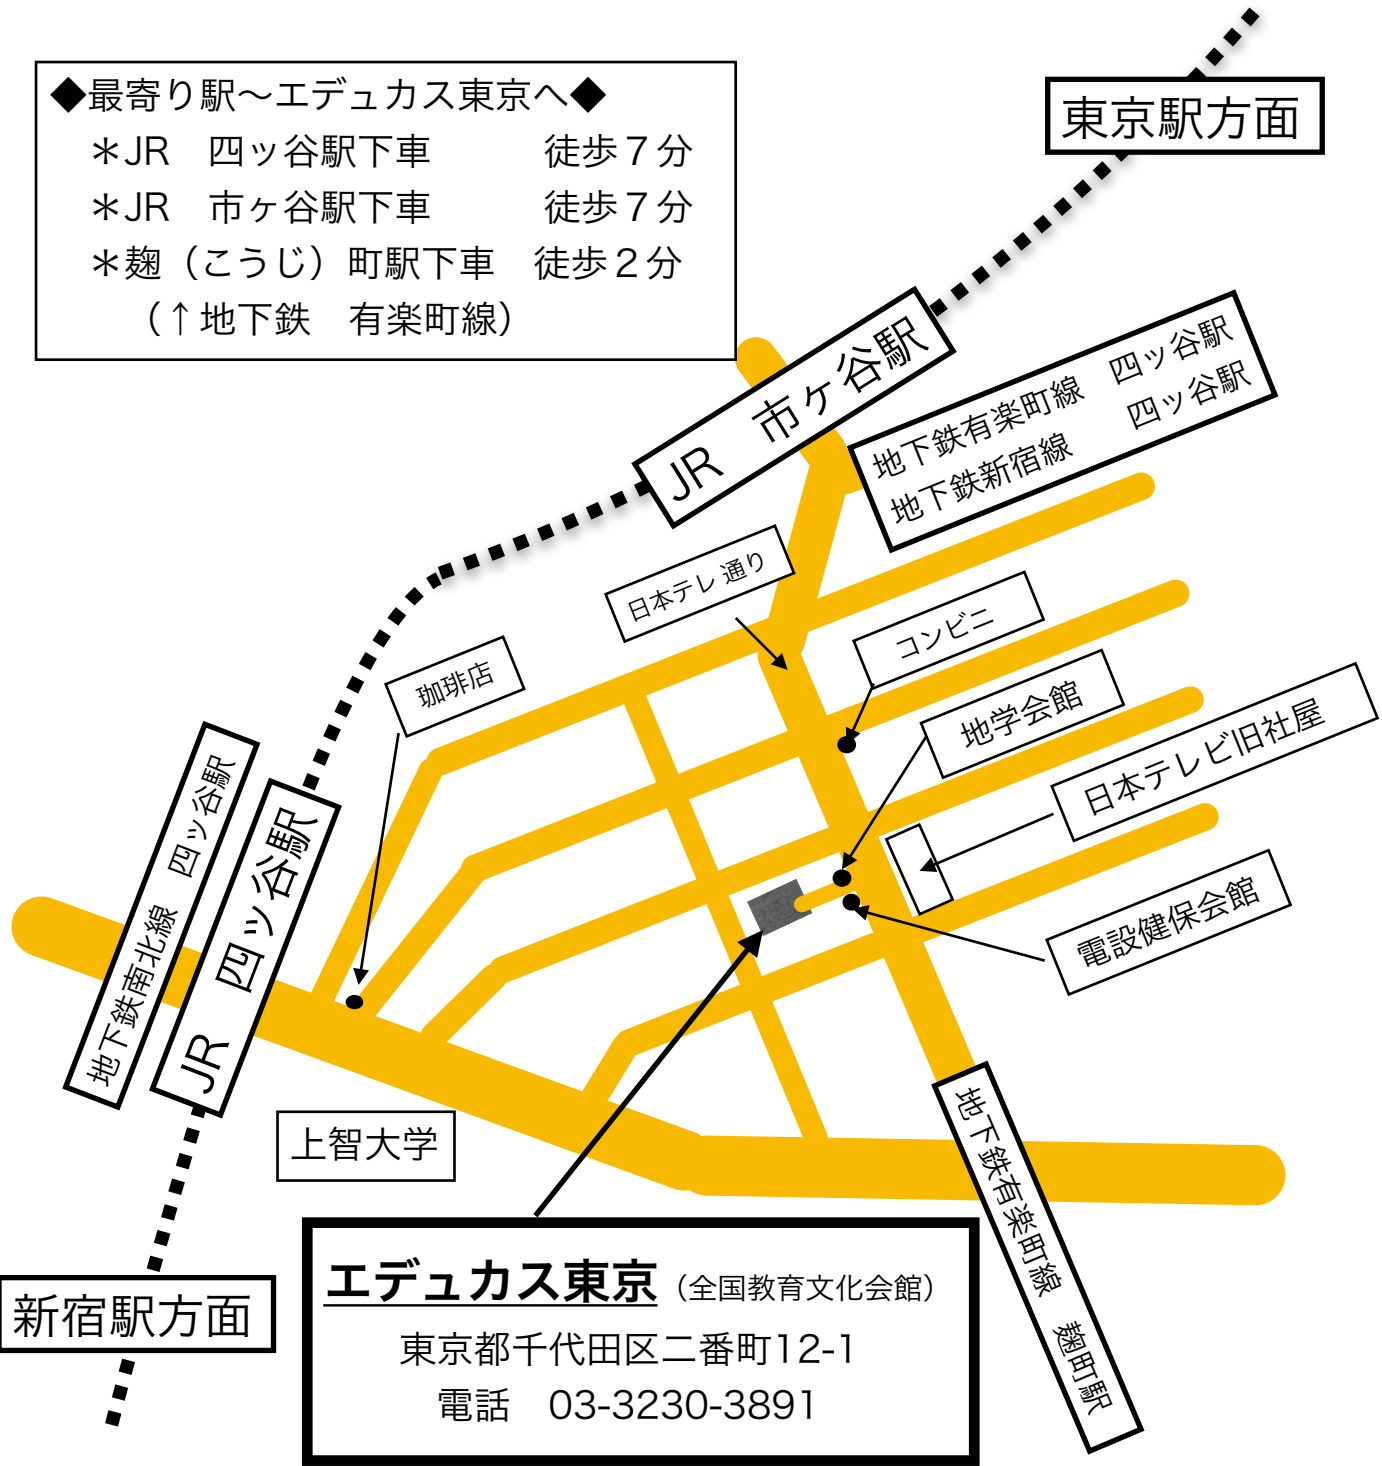 ◆最寄り駅～エデュカス東京へ◆
＊JR　四ッ谷駅下車　　　徒歩７分
＊JR　市ヶ谷駅下車　　　徒歩７分
＊麹（こうじ）町駅下車　徒歩２分
（↑地下鉄　有楽町線）
東京駅方面
JR　市ヶ谷駅
地下鉄有楽町線　四ッ谷駅
地下鉄新宿線　　四ッ谷駅
日本テレ通り
コンビニ
珈琲店
地学会館
日本テレビ旧社屋
地下鉄南北線　四ッ谷駅
JR　四ッ谷駅
電設健保会館
上智大学
地下鉄有楽町線　麹町駅
新宿駅方面
エデュカス東京（全国教育文化会館）
東京都千代田区二番町12-1
電話　03-3230-3891